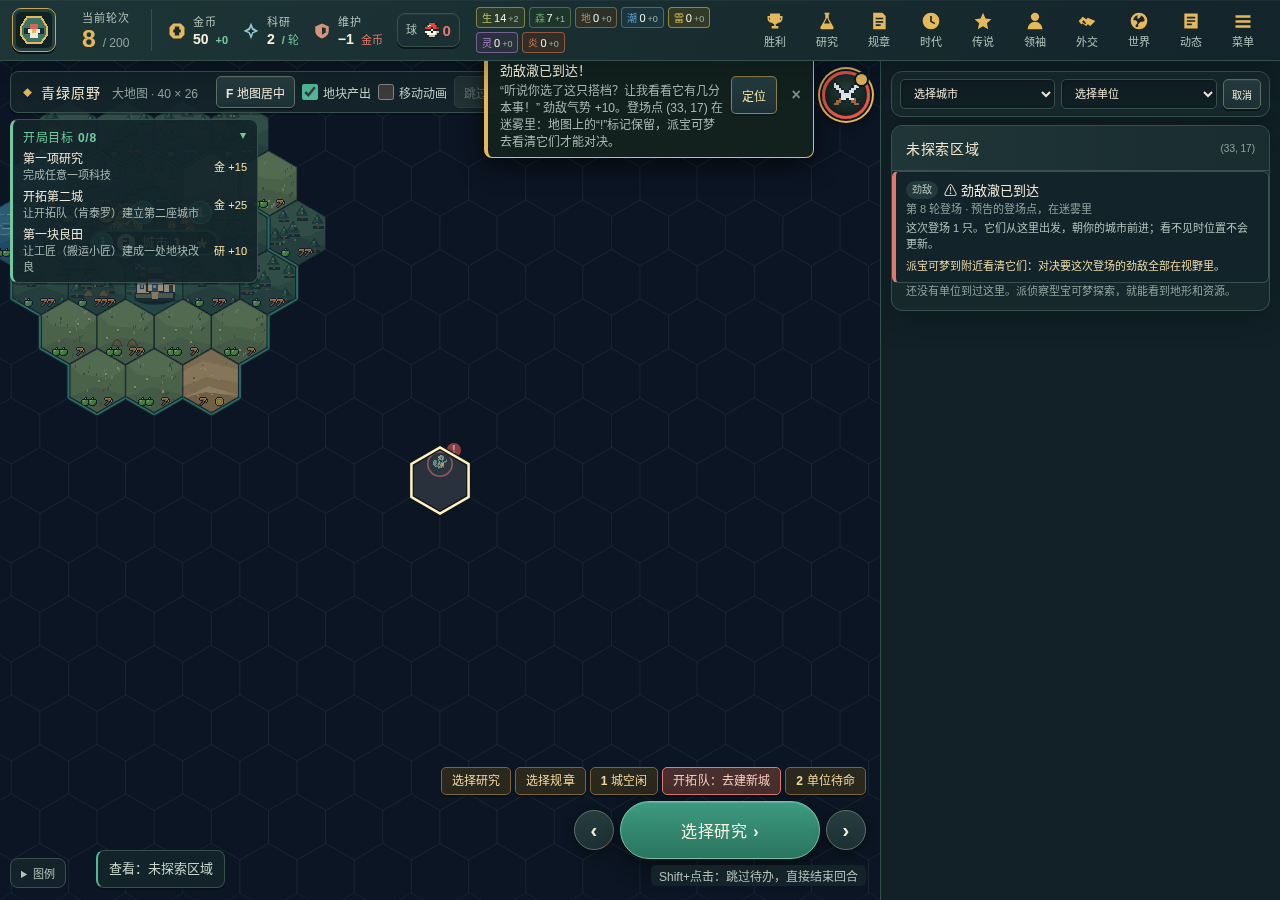 当前轮次
8 / 200
金币
50 +0
科研
2 / 轮
维护
−1 金币
球 0
生 14 +2
森 7 +1
地 0 +0
潮 0 +0
雷 0 +0
灵 0 +0
炎 0 +0
胜利
研究
规章
时代
传说
领袖
外交
世界
动态
菜单
青绿原野
大地图 · 40 × 26
F 地图居中
地块产出
移动动画
跳过
劲敌澈已到达！
“听说你选了这只搭档？让我看看它有几分
本事！” 劲敌气势 +10。登场点 (33, 17) 在
迷雾里：地图上的“!”标记保留，派宝可梦
去看清它们才能对决。
定位
×
开局目标 0/8
▼
第一项研究
完成任意一项科技
金 +15
开拓第二城
让开拓队（肯泰罗）建立第二座城市
金 +25
第一块良田
让工匠（搬运小匠）建成一处地块改
良
研 +10
!
选择城市
选择单位
取消
未探索区域
(33, 17)
劲敌
⚠ 劲敌澈已到达
第 8 轮登场 · 预告的登场点，在迷雾里
这次登场 1 只。它们从这里出发，朝你的城市前进；看不见时位置不会
更新。
派宝可梦到附近看清它们：对决要这次登场的劲敌全部在视野里。
还没有单位到过这里。派侦察型宝可梦探索，就能看到地形和资源。
选择研究
选择规章
1 城空闲
开拓队：去建新城
2 单位待命
‹
选择研究 ›
›
Shift+点击：跳过待办，直接结束回合
▶ 图例
查看：未探索区域